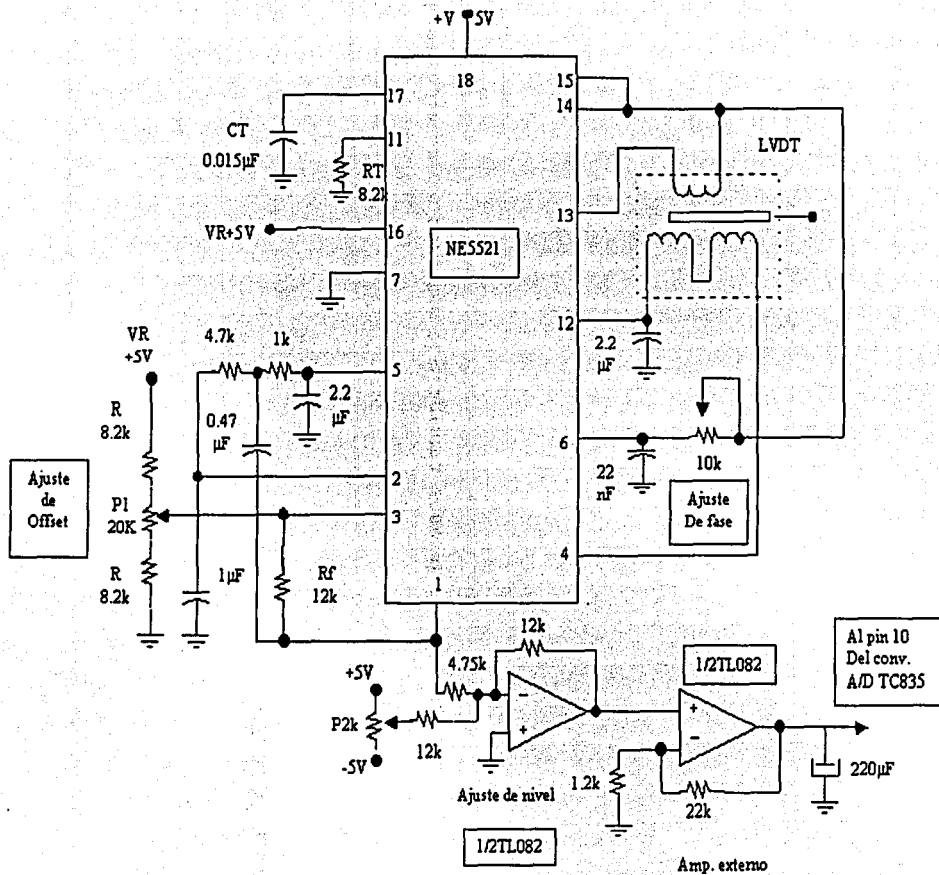 +V
5V
18
17
CT
0.015µF
11
RT
8.2k
VR+5V
16
7
NE5521
15
14
LVDT
13
12
2.2
µF
VR
+5V
4.7k
1k
5
2.2
µF
0.47
µF
R
8.2k
2
6
22
nF
10k
Ajuste
De fase
Ajuste
de
Offset
P1
20K
3
4
R
8.2k
1µF
Rf
12k
1
12k
4.75k
1/2TL082
Al pin 10
Del conv.
A/D TC835
+5V
P2k
-5V
12k
−
+
+
−
1.2k
22k
220µF
Ajuste de nivel
1/2TL082
Amp. externo